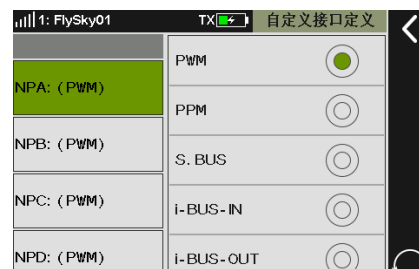 1: FlySky01
TX
自定义接口定义
NPA: (PWM)
NPB: (PWM)
NPC: (PWM)
NPD: (PWM)
PWM
PPM
S.BUS
i-BUS-IN
i-BUS-OUT